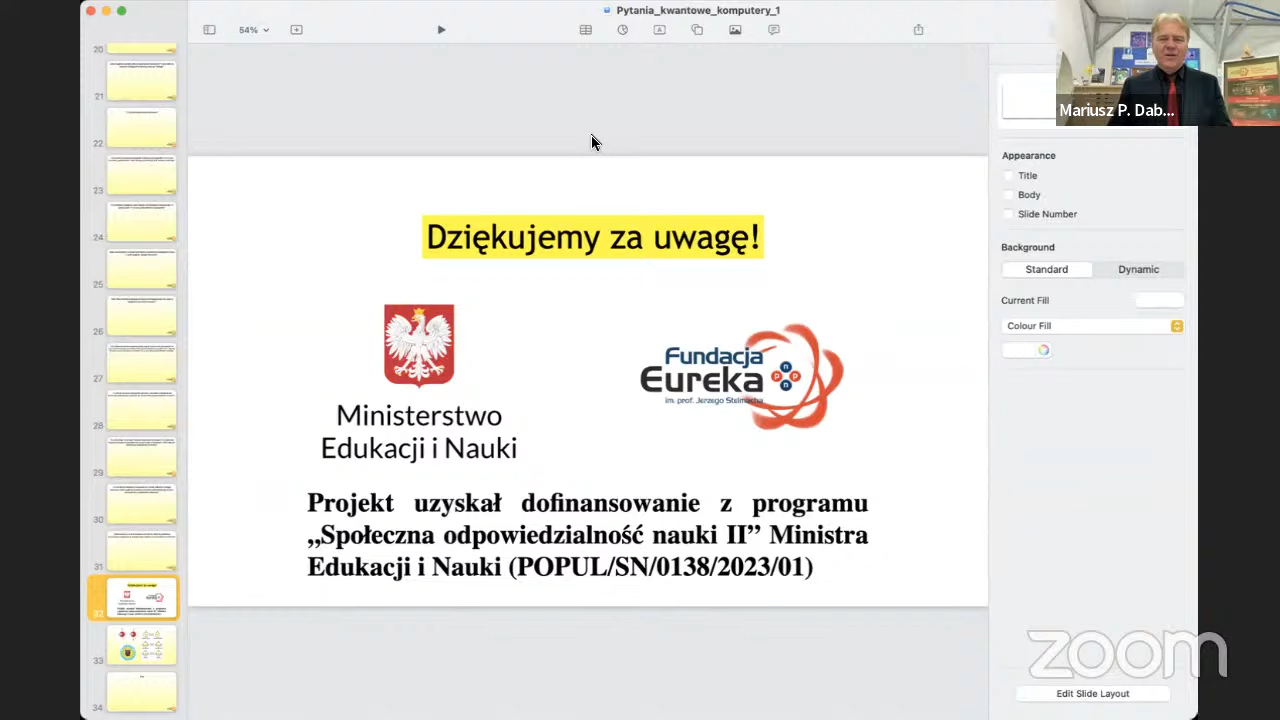 Pytania_kwantowe_komputery_1
54%
Mariusz P. Dab...
20
21
22
23
24
25
26
27
28
29
30
31
32
33
34
Dziękujemy za uwagę!
Ministerstwo
Edukacji i Nauki
Fundacja
Eureka
im. prof. Jerzego Stelmacha
n
p p
n
Projekt uzyskał dofinansowanie z programu
„Społeczna odpowiedzialność nauki II” Ministra
Edukacji i Nauki (POPUL/SN/0138/2023/01)
Appearance
Title
Body
Slide Number
Background
Standard Dynamic
Current Fill
Colour Fill
Edit Slide Layout
zoom